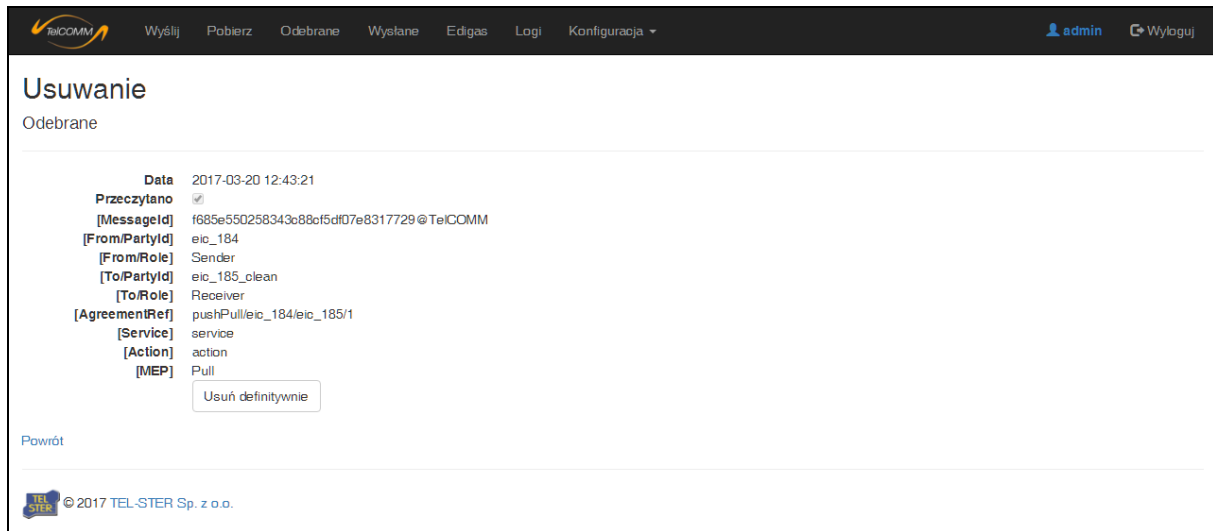 TelCOMM Wyślij Pobierz Odebrane Wysłane Edigas Logi Konfiguracja admin Wyloguj
Usuwanie
Odebrane
Data 2017-03-20 12:43:21
Przeczytano
[MessageId] f685e550258343c88cf5df07e8317729@TelCOMM
[From/PartyId] eic_184
[From/Role] Sender
[To/PartyId] eic_185_clean
[To/Role] Receiver
[AgreementRef] pushPull/eic_184/eic_185/1
[Service] service
[Action] action
[MEP] Pull
Usuń definitywnie
Powrót
TEL STER © 2017 TEL-STER Sp. z o.o.